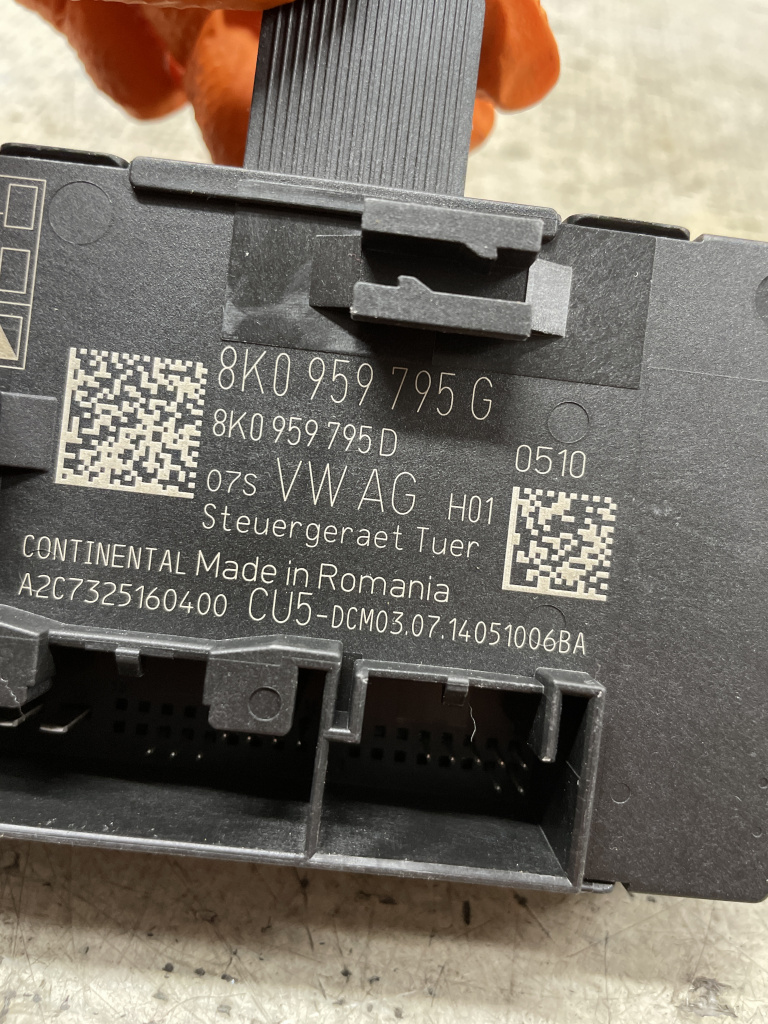 8K0 959 795 G
8K0 959 795 D
0510
07S VW AG H01
Steuergeraet Tuer
CONTINENTAL Made in Romania
A2C7325160400 CU5-DCM03.07.14051006BA